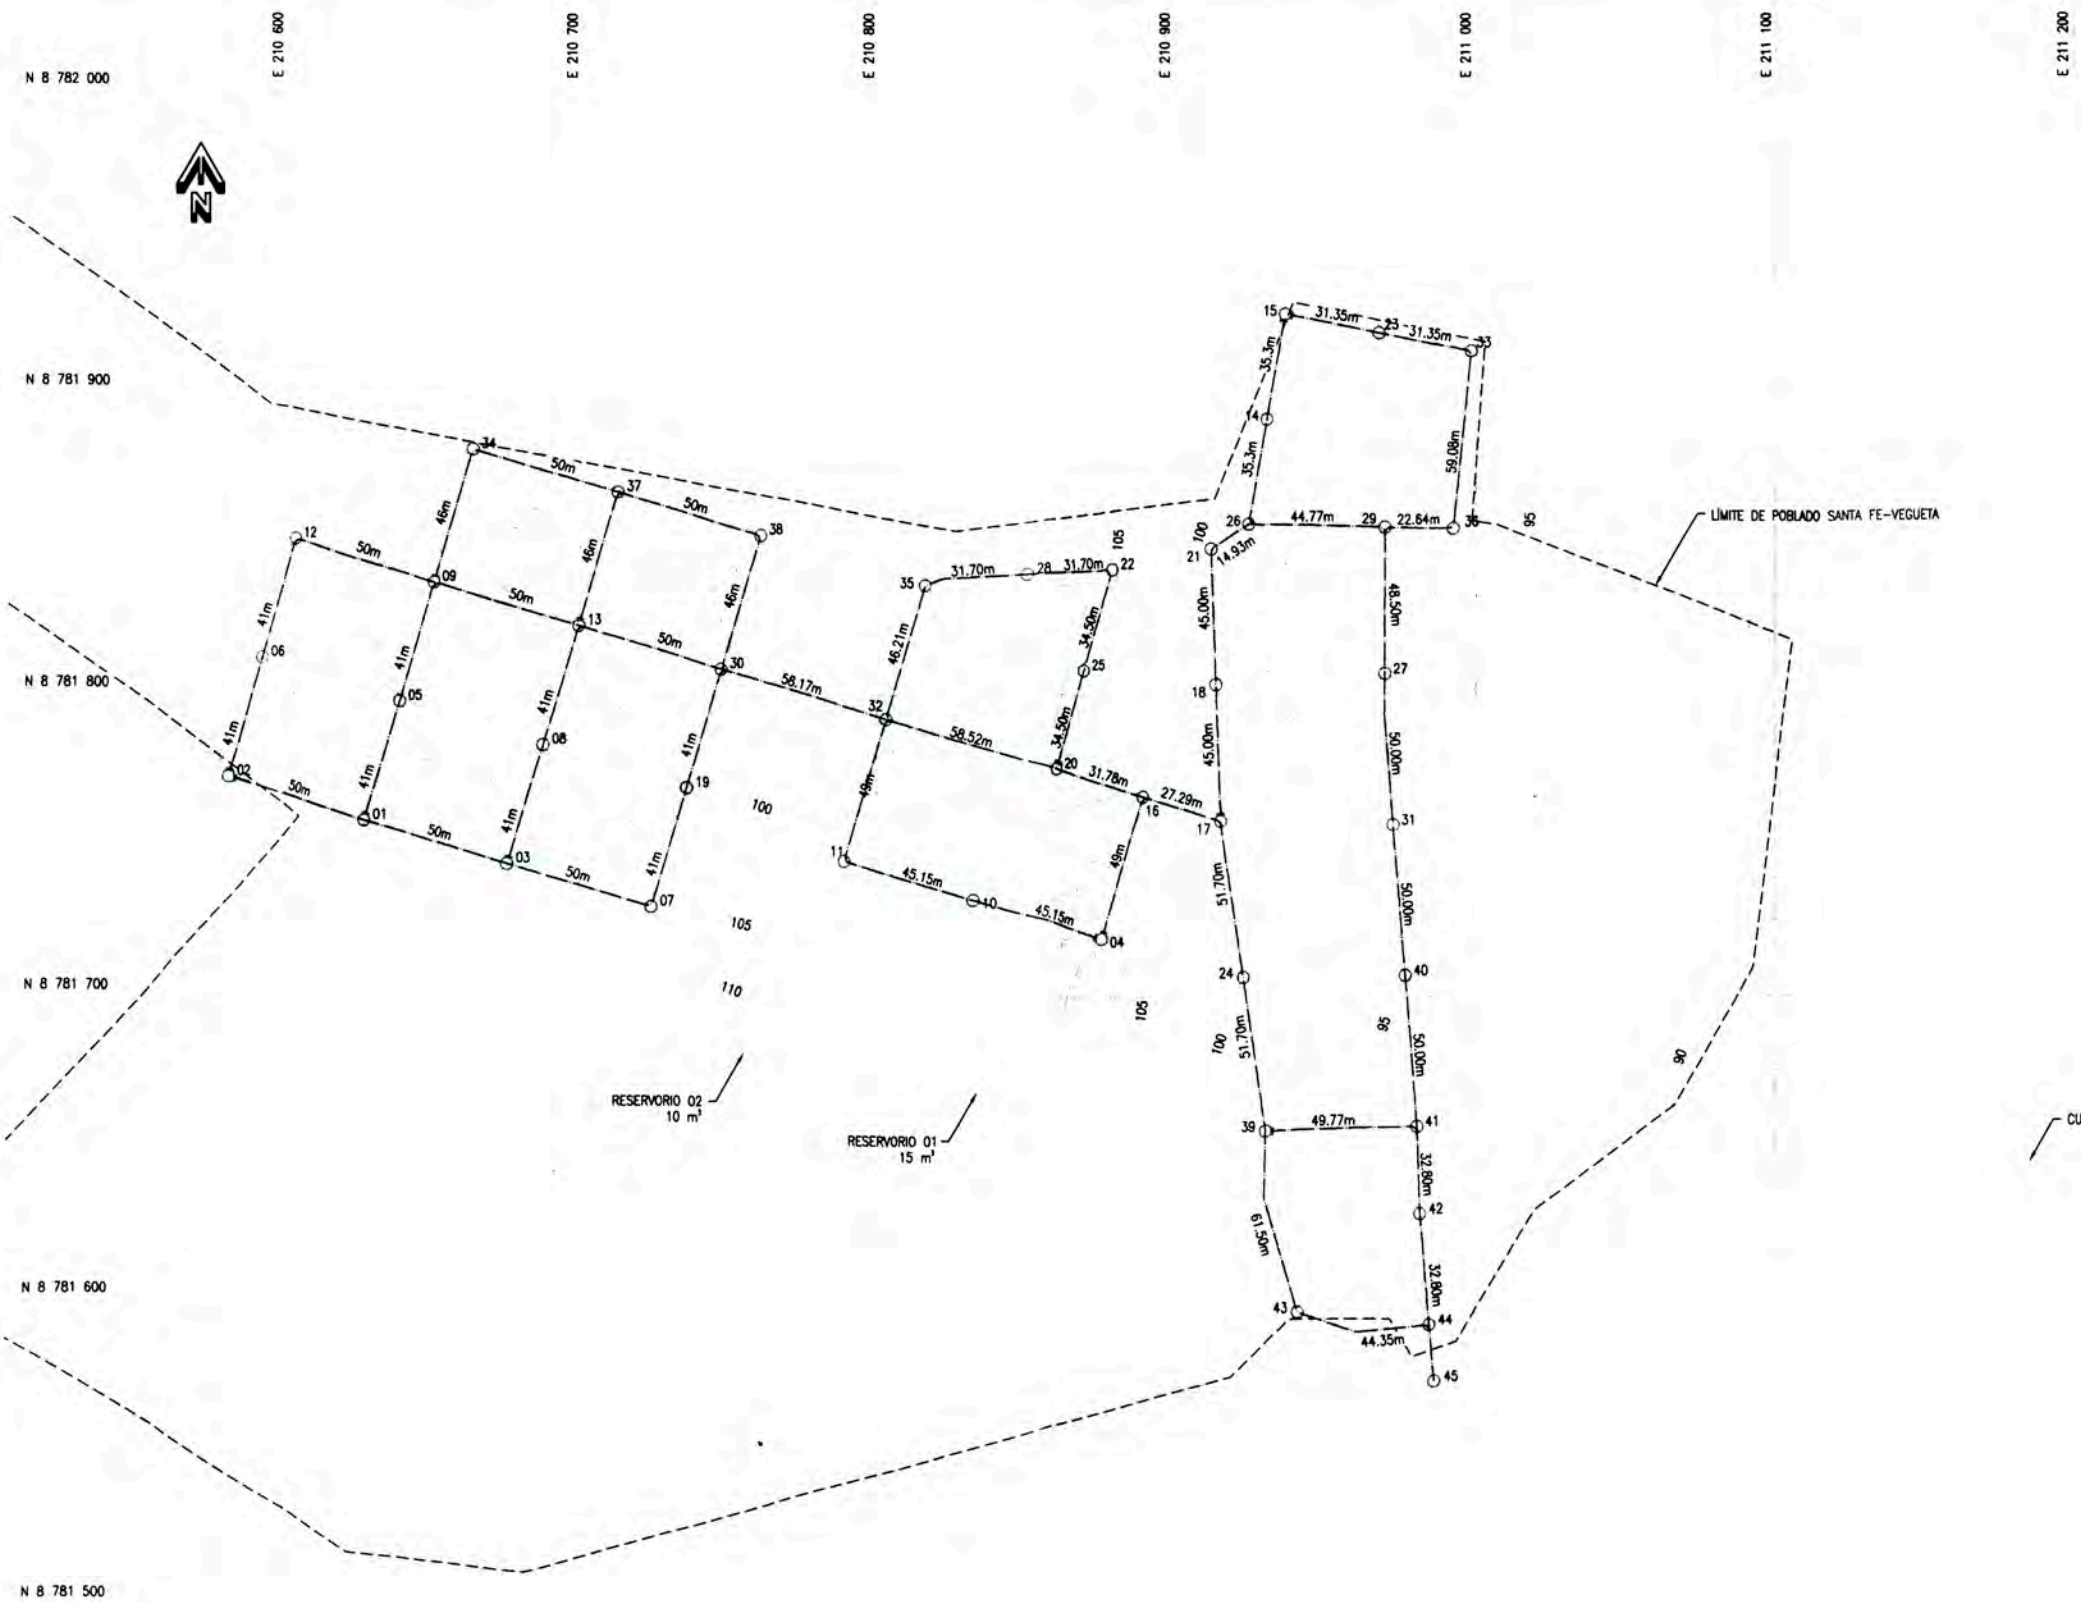 E 210 600
E 210 700
E 210 800
E 210 900
E 211 000
E 211 100
E 211 200
N 8 782 000
N
15
31.35m
23
31.35m
33
35.3m
N 8 781 900
14
34
50m
59.08m
35.3m
37
50m
46m
LÍMITE DE POBLADO SANTA FE-VEGUETA
95
26
44.77m
29
22.64m
36
12
50m
38
46m
100
21
14.93m
105
09
35
31.70m
28
31.70m
22
50m
46m
48.50m
41m
13
45.00m
06
50m
46.21m
34.50m
41m
30
25
27
N 8 781 800
05
58.17m
18
32
58.52m
34.50m
50.00m
41m
08
41m
41m
02
20
31.78m
45.00m
50m
19
49m
27.29m
16
41m
01
100
17
31
50m
41m
03
11
49m
50m
41m
45.15m
51.70m
07
10
45.15m
50.00m
105
04
24
40
N 8 781 700
110
105
100
95
51.70m
50.00m
90
RESERVORIO 02
10 m³
RESERVORIO 01
15 m³
39
49.77m
41
CU
32.80m
42
61.50m
N 8 781 600
32.80m
43
44
44.35m
45
N 8 781 500